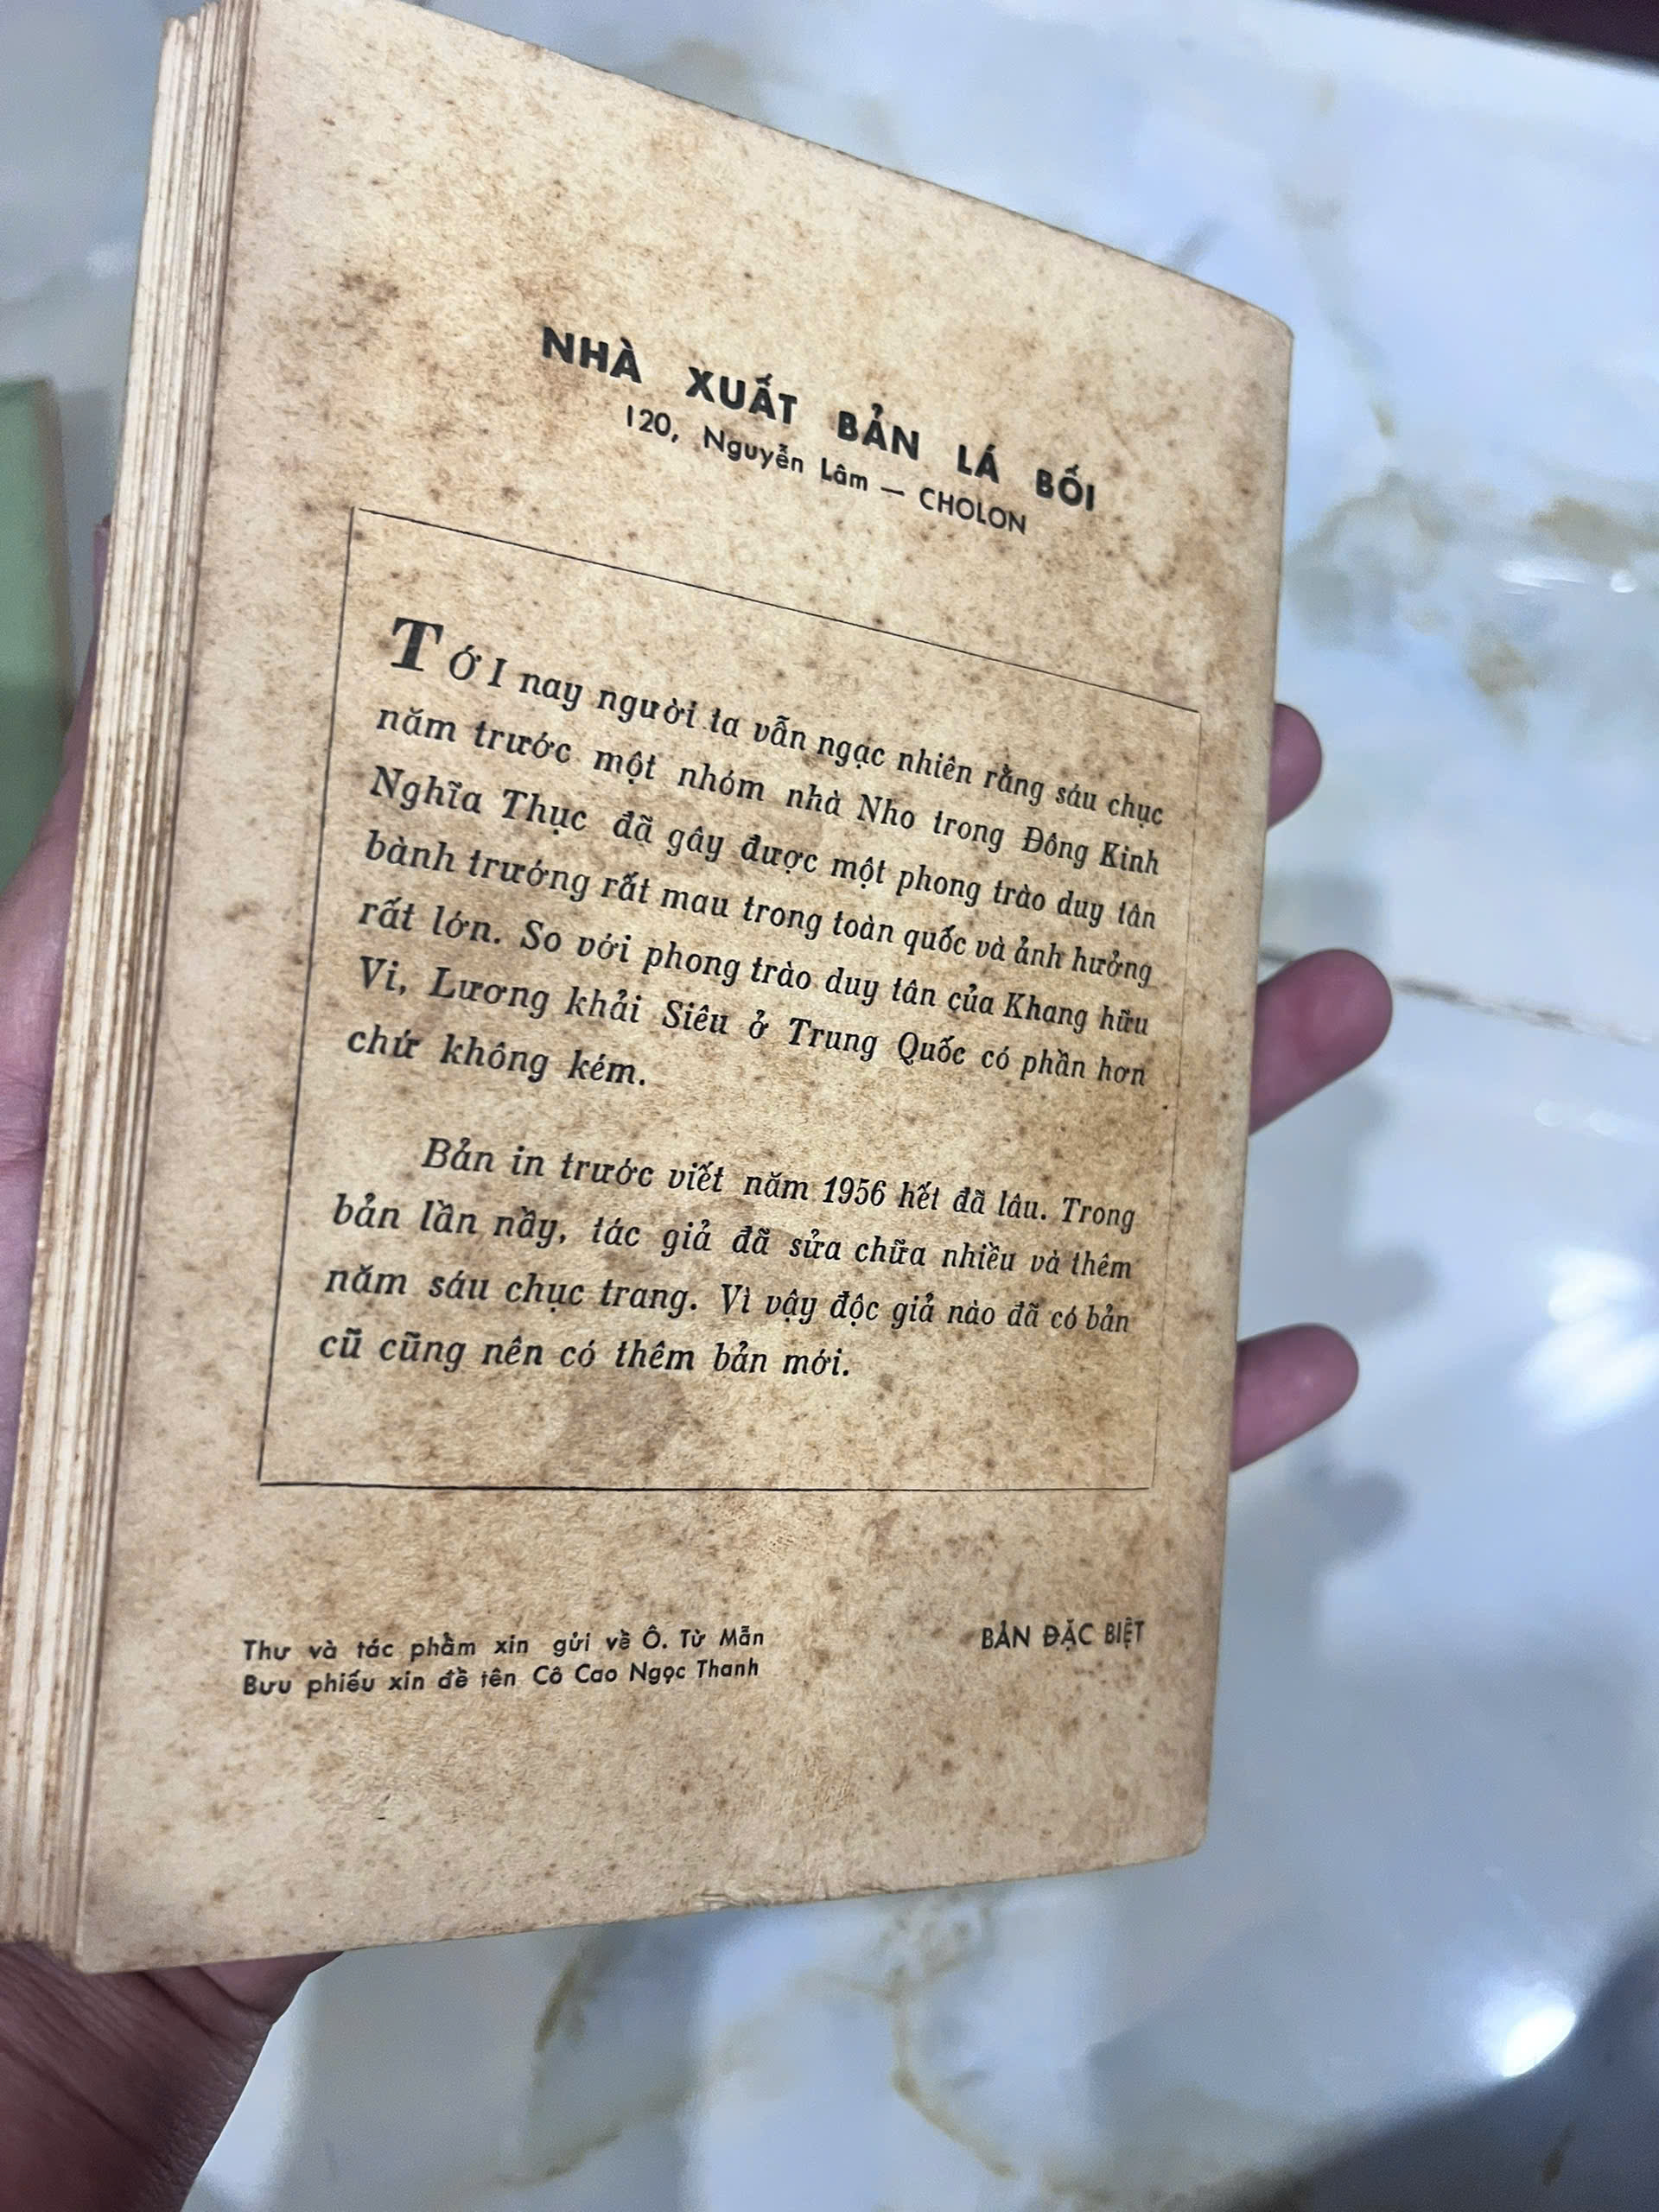 NHÀ XUẤT BẢN LÁ BỐI
120, Nguyễn Lâm — CHOLON
TỚI nay người ta vẫn ngạc nhiên rằng sáu chục
năm trước một nhóm nhà Nho trong Đông Kinh
Nghĩa Thục đã gây được một phong trào duy tân
bành trướng rất mau trong toàn quốc và ảnh hưởng
rất lớn. So với phong trào duy tân của Khang hữu
Vi, Lương khải Siêu ở Trung Quốc có phần hơn
chứ không kém.
Bản in trước viết năm 1956 hết đã lâu. Trong
bản lần nầy, tác giả đã sửa chữa nhiều và thêm
năm sáu chục trang. Vì vậy độc giả nào đã có bản
cũ cũng nên có thêm bản mới.
Thư và tác phẩm xin gửi về Ô. Từ Mẫn
Bưu phiếu xin đề tên Cô Cao Ngọc Thanh
BẢN ĐẶC BIỆT